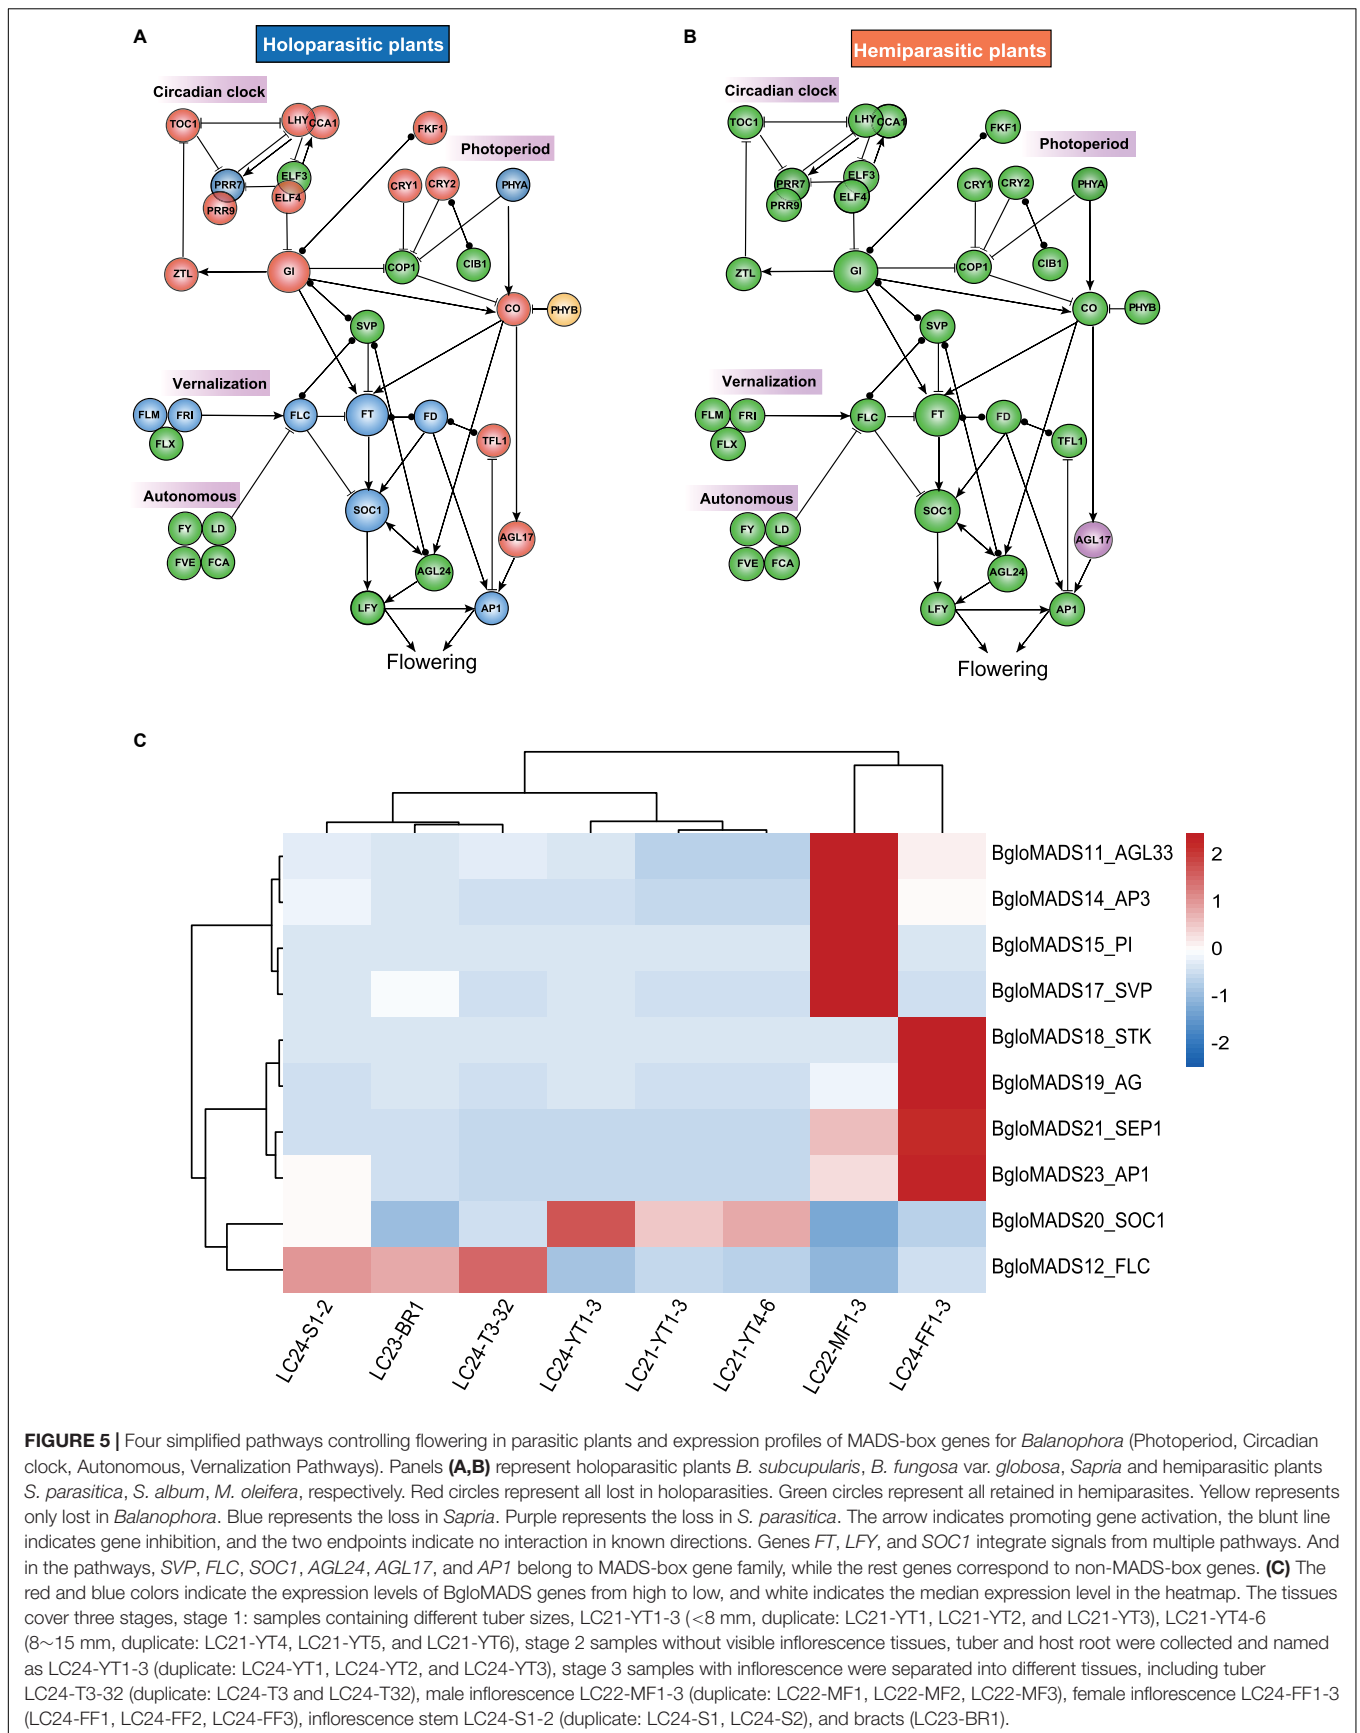 A
Holoparasitic plants
Circadian clock
TOC1
LHY
CCA1
FKF1
Photoperiod
PRR7
ELF3
CRY1
CRY2
PHYA
PRR9
ELF4
ZTL
GI
COP1
CIB1
CO
PHYB
SVP
Vernalization
FLM
FRI
FLC
FT
FD
FLX
TFL1
Autonomous
FY
LD
SOC1
AGL17
FVE
FCA
AGL24
LFY
AP1
Flowering
B
Hemiparasitic plants
Circadian clock
TOC1
LHY
CCA1
FKF1
Photoperiod
PRR7
ELF3
CRY1
CRY2
PHYA
PRR9
ELF4
ZTL
GI
COP1
CIB1
CO
PHYB
SVP
Vernalization
FLM
FRI
FLC
FT
FD
FLX
TFL1
Autonomous
FY
LD
SOC1
AGL17
FVE
FCA
AGL24
LFY
AP1
Flowering
C
BgloMADS11_AGL33
BgloMADS14_AP3
BgloMADS15_PI
BgloMADS17_SVP
BgloMADS18_STK
BgloMADS19_AG
BgloMADS21_SEP1
BgloMADS23_AP1
BgloMADS20_SOC1
BgloMADS12_FLC
2
1
0
-1
-2
LC24-S1-2
LC23-BR1
LC24-T3-32
LC24-YT1-3
LC21-YT1-3
LC21-YT4-6
LC22-MF1-3
LC24-FF1-3
FIGURE 5 | Four simplified pathways controlling flowering in parasitic plants and expression profiles of MADS-box genes for Balanophora (Photoperiod, Circadian
clock, Autonomous, Vernalization Pathways). Panels (A,B) represent holoparasitic plants B. subcupularis, B. fungosa var. globosa, Sapria and hemiparasitic plants
S. parasitica, S. album, M. oleifera, respectively. Red circles represent all lost in holoparasities. Green circles represent all retained in hemiparasites. Yellow represents
only lost in Balanophora. Blue represents the loss in Sapria. Purple represents the loss in S. parasitica. The arrow indicates promoting gene activation, the blunt line
indicates gene inhibition, and the two endpoints indicate no interaction in known directions. Genes FT, LFY, and SOC1 integrate signals from multiple pathways. And
in the pathways, SVP, FLC, SOC1, AGL24, AGL17, and AP1 belong to MADS-box gene family, while the rest genes correspond to non-MADS-box genes. (C) The
red and blue colors indicate the expression levels of BgloMADS genes from high to low, and white indicates the median expression level in the heatmap. The tissues
cover three stages, stage 1: samples containing different tuber sizes, LC21-YT1-3 (<8 mm, duplicate: LC21-YT1, LC21-YT2, and LC21-YT3), LC21-YT4-6
(8~15 mm, duplicate: LC21-YT4, LC21-YT5, and LC21-YT6), stage 2 samples without visible inflorescence tissues, tuber and host root were collected and named
as LC24-YT1-3 (duplicate: LC24-YT1, LC24-YT2, and LC24-YT3), stage 3 samples with inflorescence were separated into different tissues, including tuber
LC24-T3-32 (duplicate: LC24-T3 and LC24-T32), male inflorescence LC22-MF1-3 (duplicate: LC22-MF1, LC22-MF2, LC22-MF3), female inflorescence LC24-FF1-3
(LC24-FF1, LC24-FF2, LC24-FF3), inflorescence stem LC24-S1-2 (duplicate: LC24-S1, LC24-S2), and bracts (LC23-BR1).